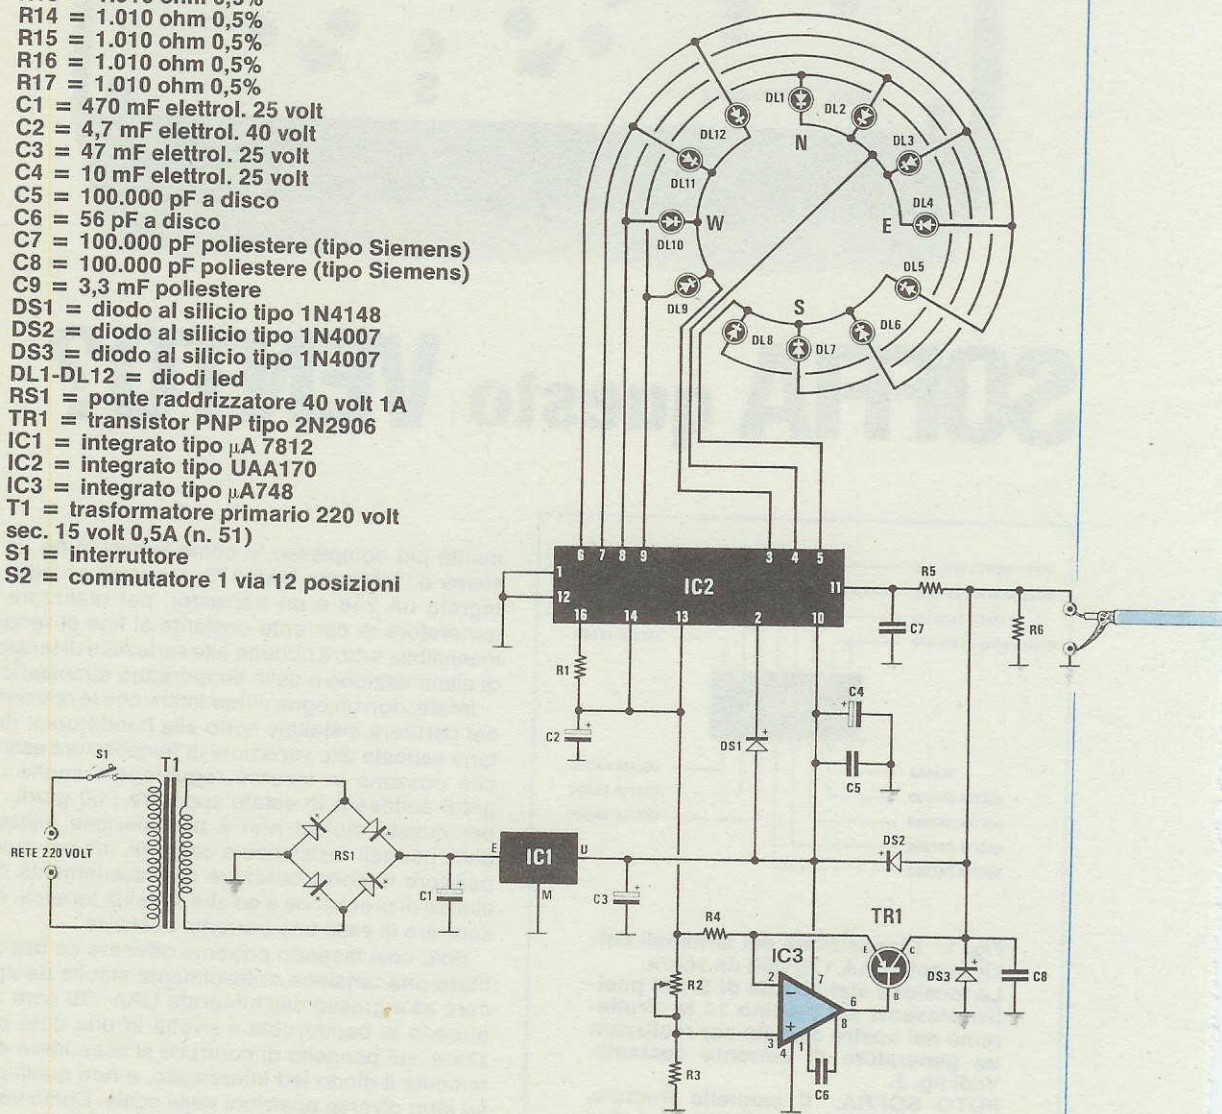 R14 = 1.010 ohm 0,5%
R15 = 1.010 ohm 0,5%
R16 = 1.010 ohm 0,5%
R17 = 1.010 ohm 0,5%
C1 = 470 mF elettrol. 25 volt
C2 = 4,7 mF elettrol. 40 volt
C3 = 47 mF elettrol. 25 volt
C4 = 10 mF elettrol. 25 volt
C5 = 100.000 pF a disco
C6 = 56 pF a disco
C7 = 100.000 pF poliestere (tipo Siemens)
C8 = 100.000 pF poliestere (tipo Siemens)
C9 = 3,3 mF poliestere
DS1 = diodo al silicio tipo 1N4148
DS2 = diodo al silicio tipo 1N4007
DS3 = diodo al silicio tipo 1N4007
DL1-DL12 = diodi led
RS1 = ponte raddrizzatore 40 volt 1A
TR1 = transistor PNP tipo 2N2906
IC1 = integrato tipo µA 7812
IC2 = integrato tipo UAA170
IC3 = integrato tipo µA748
T1 = trasformatore primario 220 volt
sec. 15 volt 0,5A (n. 51)
S1 = interruttore
S2 = commutatore 1 via 12 posizioni
DL1
DL2
DL12
N
DL3
DL11
DL4
W
E
DL10
DL5
DL9
S
DL6
DL8
DL7
6
7
8
9
3
4
5
1
IC2
11
R5
12
16
14
13
2
10
C7
R6
R1
C4
C2
DS1
C5
S1
T1
RETE 220 VOLT
RS1
E
IC1
U
DS2
C1
M
C3
TR1
R4
E
C
IC3
DS3
C8
R2
2
7
B
6
3
8
4
1
R3
C6